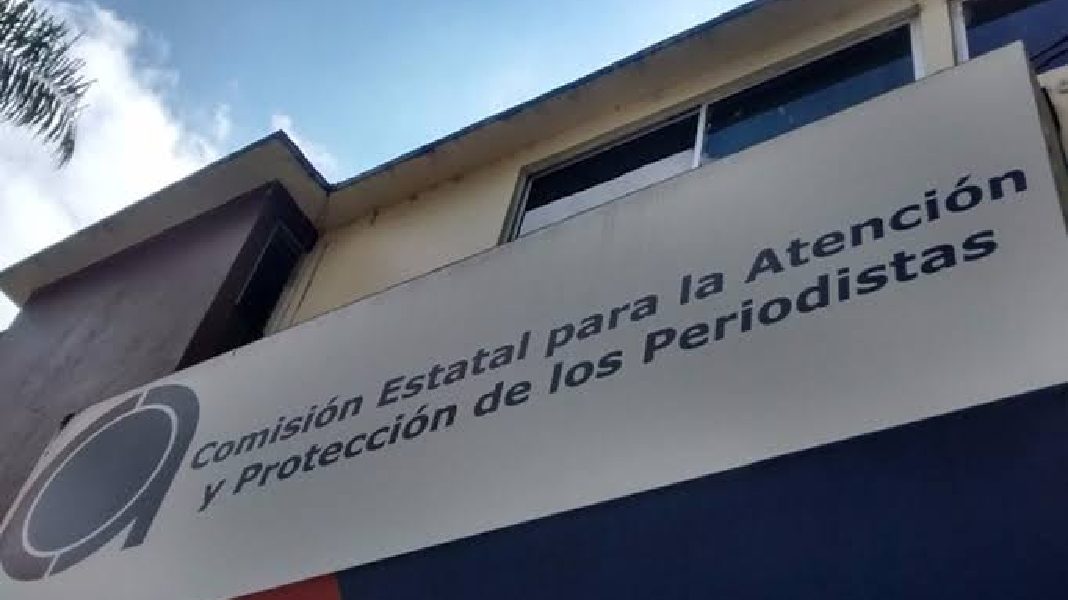 Comisión Estatal para la Atención
y Protección de los Periodistas